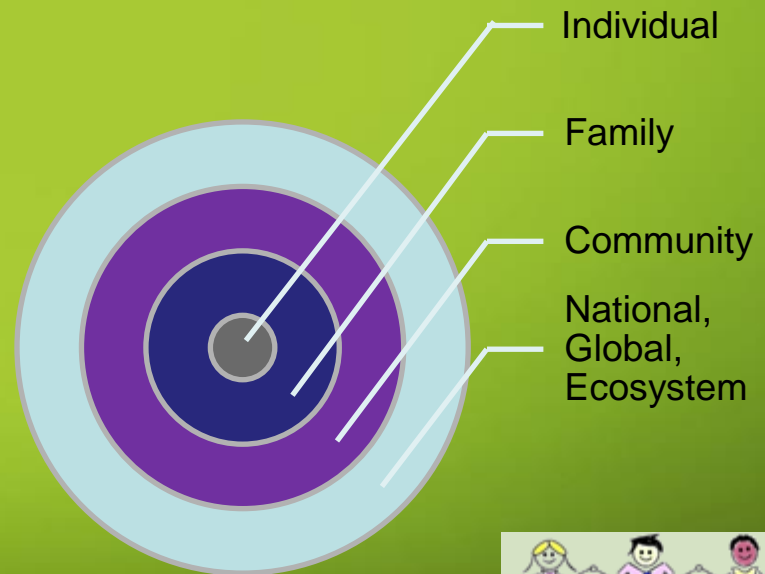 Individual
Family
Community
National,
Global,
Ecosystem